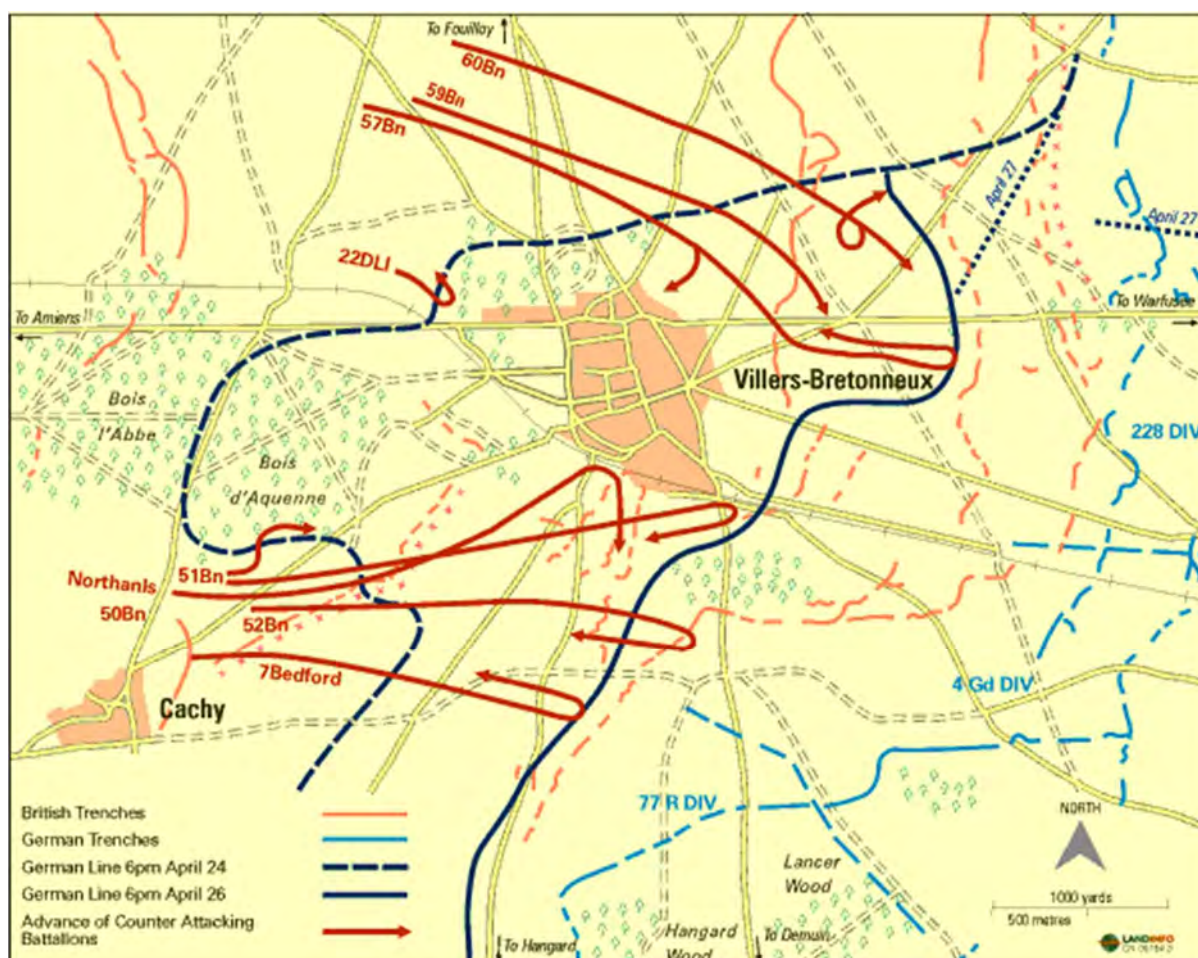 To Fouilloy
60Bn
59Bn
57Bn
April 27
April 27
22DLI
To Amiens
To Warfusee
Villers-Bretonneux
Bois
l'Abbe
Bois
d'Aquenne
228 DIV
51Bn
Northants
50Bn
52Bn
7Bedford
Cachy
4 Gd DIV
77 R DIV
NORTH
British Trenches
German Trenches
German Line 6pm April 24
German Line 6pm April 26
Advance of Counter Attacking
Battalions
Lancer
Wood
1000 yards
500 metres
To Hangard
Hangard
Wood
To Demuin
LANDINFO